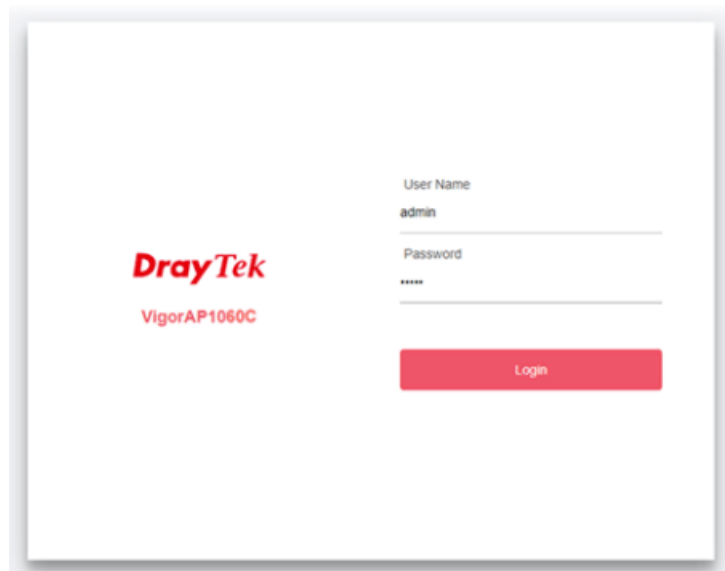 DrayTek
VigorAP1060C
User Name
admin
Password
•••••
Login